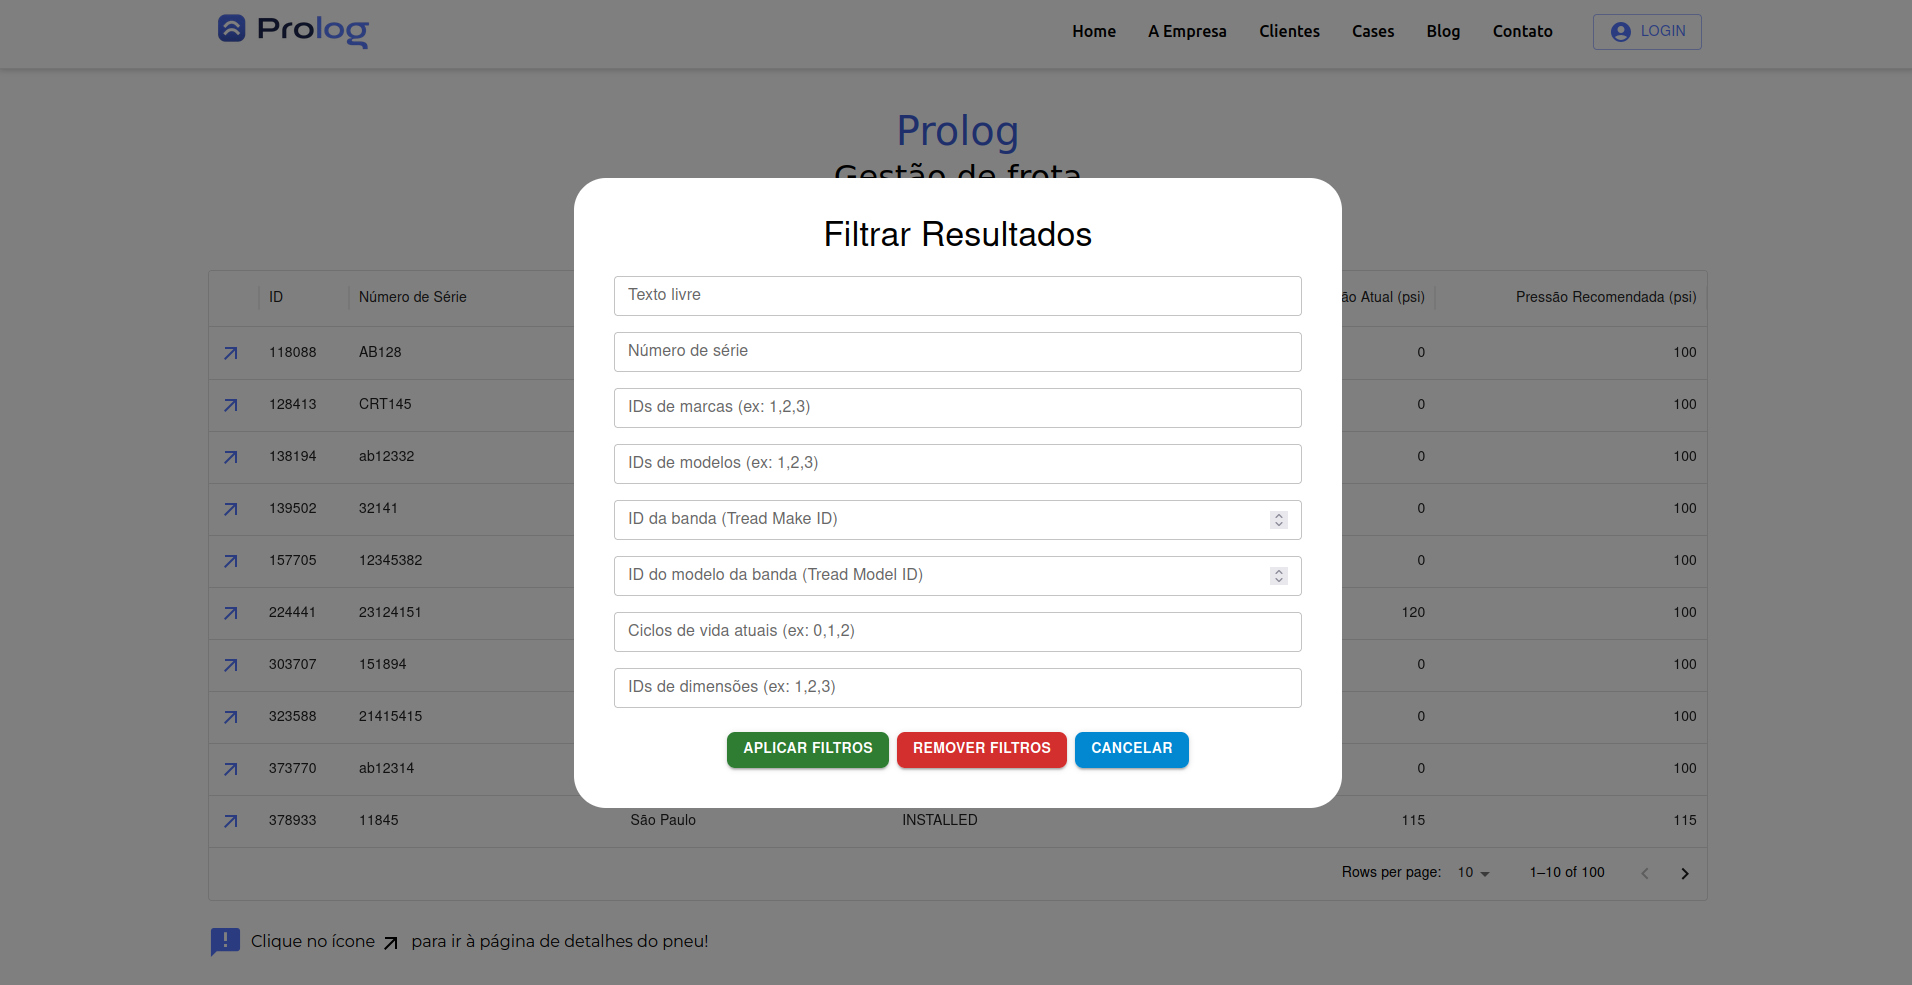 Prolog
Home A Empresa Clientes Cases Blog Contato LOGIN
Prolog
Gestão de frota
Filtrar Resultados
Texto livre
Número de série
IDs de marcas (ex: 1,2,3)
IDs de modelos (ex: 1,2,3)
ID da banda (Tread Make ID)
ID do modelo da banda (Tread Model ID)
Ciclos de vida atuais (ex: 0,1,2)
IDs de dimensões (ex: 1,2,3)
APLICAR FILTROS REMOVER FILTROS CANCELAR
ID Número de Série ão Atual (psi) Pressão Recomendada (psi)
118088 AB128 0 100
128413 CRT145 0 100
138194 ab12332 0 100
139502 32141 0 100
157705 12345382 0 100
224441 23124151 120 100
303707 151894 0 100
323588 21415415 0 100
373770 ab12314 0 100
378933 11845 São Paulo INSTALLED 115 115
Rows per page: 10 1–10 of 100
Clique no ícone para ir à página de detalhes do pneu!